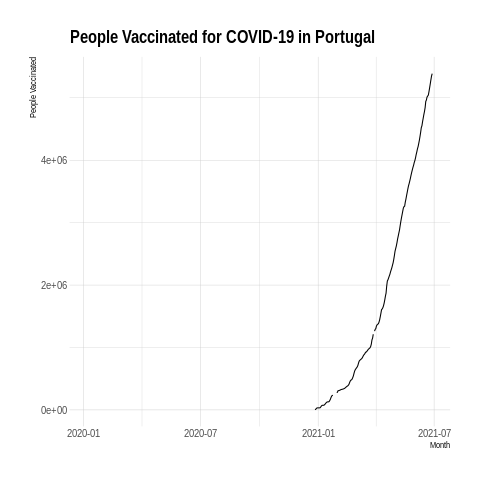 People Vaccinated for COVID-19 in Portugal
People Vaccinated
4e+06
2e+06
0e+00
2020-01 2020-07 2021-01 2021-07
Month